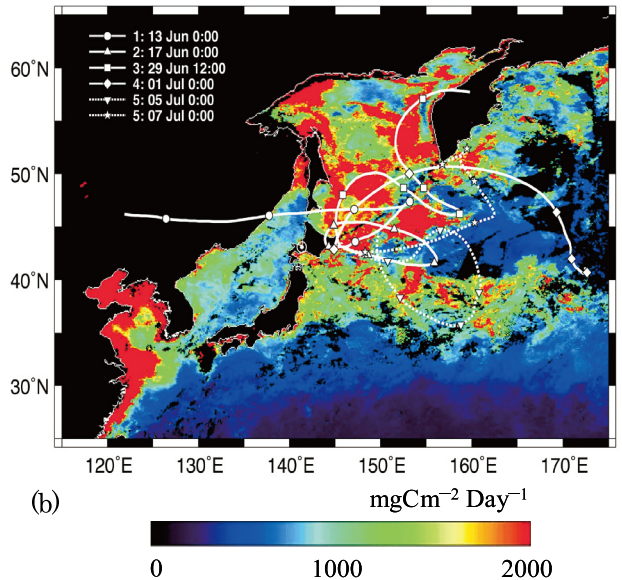 1: 13 Jun 0:00
2: 17 Jun 0:00
3: 29 Jun 12:00
4: 01 Jul 0:00
5: 05 Jul 0:00
5: 07 Jul 0:00
60°N
50°N
40°N
30°N
120°E 130°E 140°E 150°E 160°E 170°E
(b) mgCm⁻² Day⁻¹
0 1000 2000